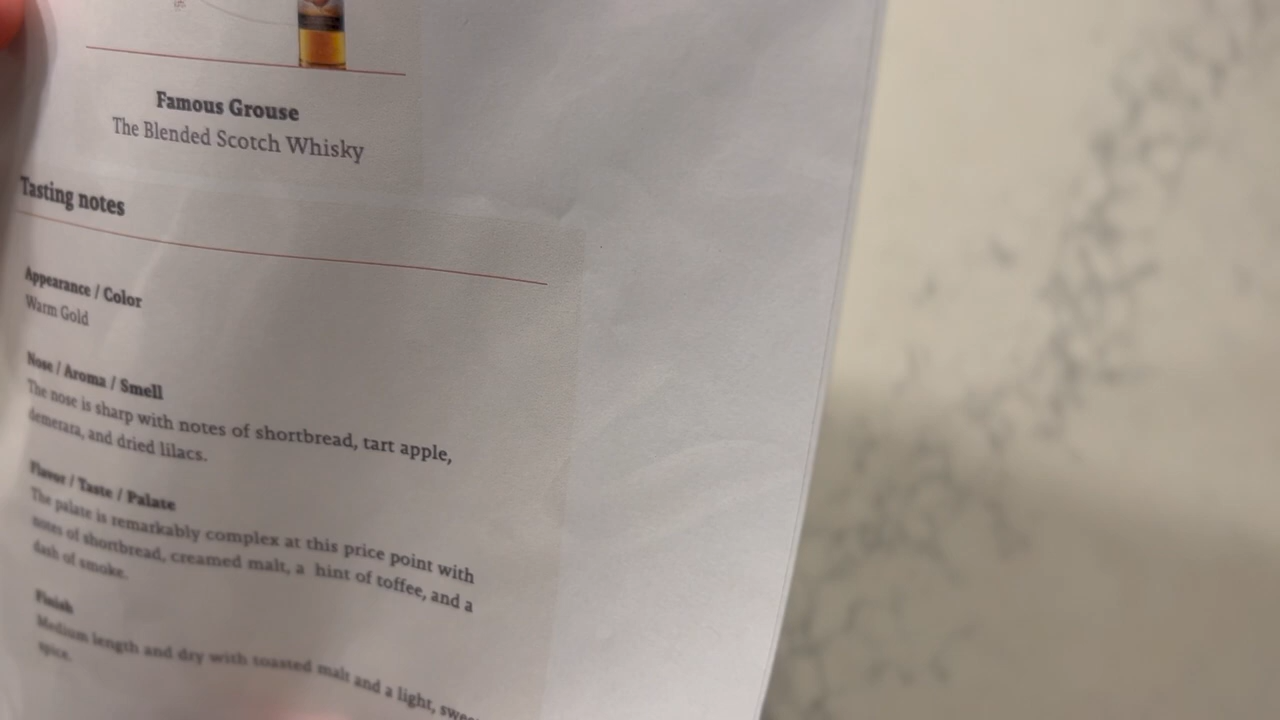 Famous Grouse
The Blended Scotch Whisky
Tasting notes
Appearance / Color
Warm Gold
Nose / Aroma / Smell
The nose is sharp with notes of shortbread, tart apple,
demerara, and dried lilacs.
Flavor / Taste / Palate
The palate is remarkably complex at this price point with
notes of shortbread, creamed malt, a hint of toffee, and a
dash of smoke.
Finish
Medium length and dry with toasted malt and a light,
spice.